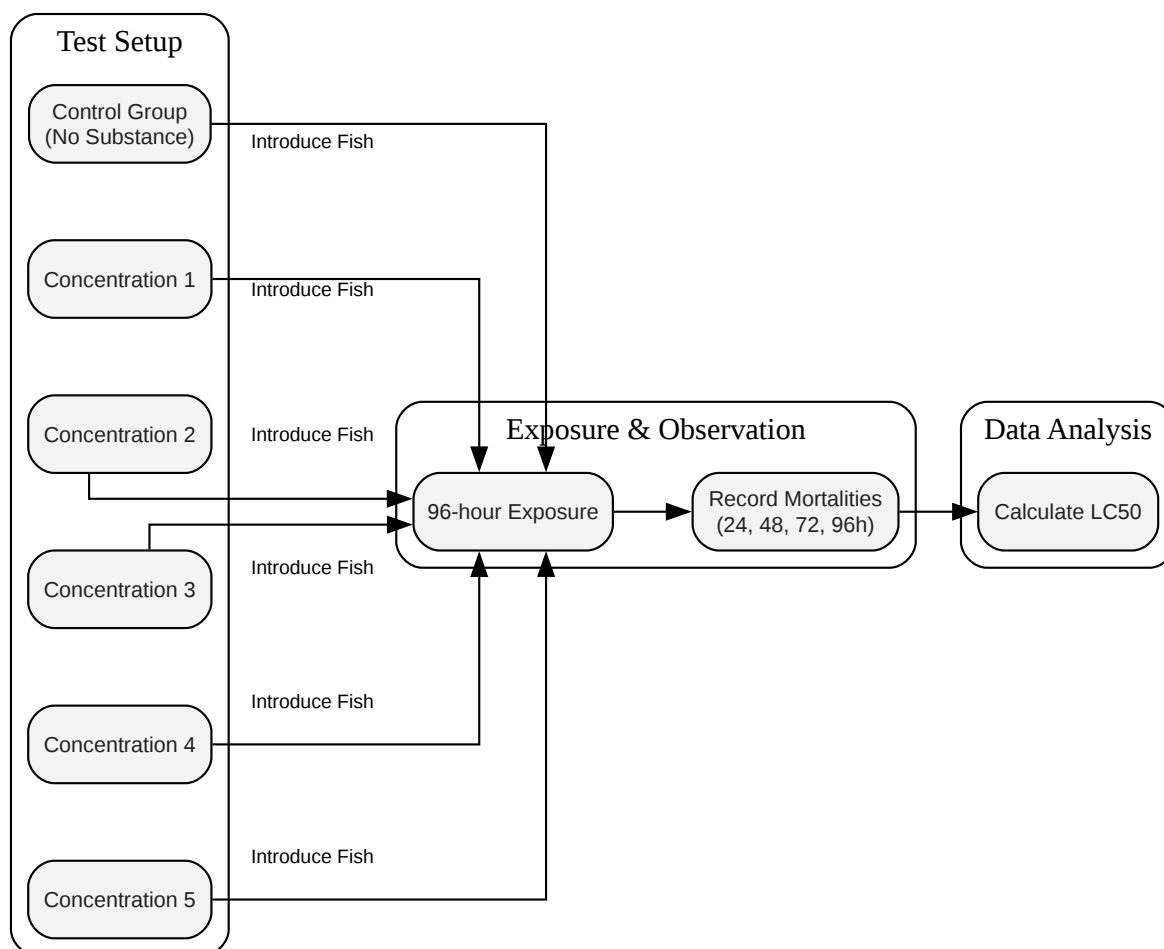 Test Setup
Control Group
(No Substance)
Introduce Fish
Concentration 1
Introduce Fish
Concentration 2
Introduce Fish
Exposure & Observation
Data Analysis
96-hour Exposure
Record Mortalities
(24, 48, 72, 96h)
Calculate LC50
Introduce Fish
Concentration 3
Introduce Fish
Concentration 4
Introduce Fish
Concentration 5